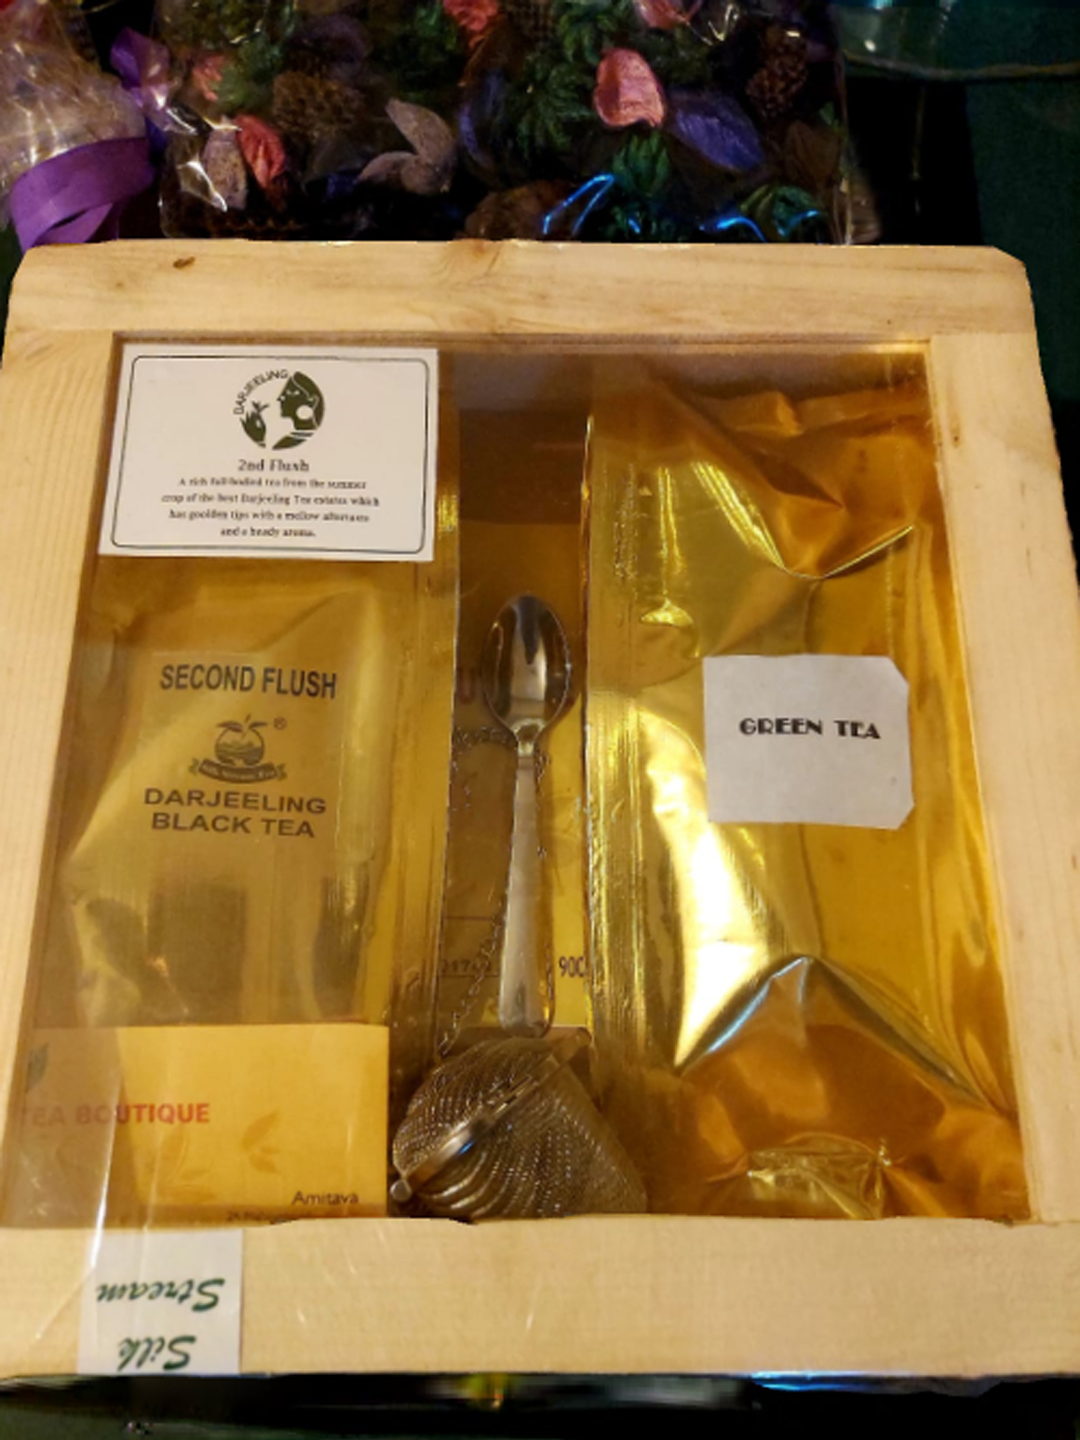 DARJEELING
2nd Flush
A rich full-bodied tea from the summer
crop of the best Darjeeling Tea estates which
has goolden tips with a mellow aftertaste
and a heady aroma.
SECOND FLUSH
®
DARJEELING
BLACK TEA
GREEN TEA
900
TEA BOUTIQUE
Amitava
Silk
Stream